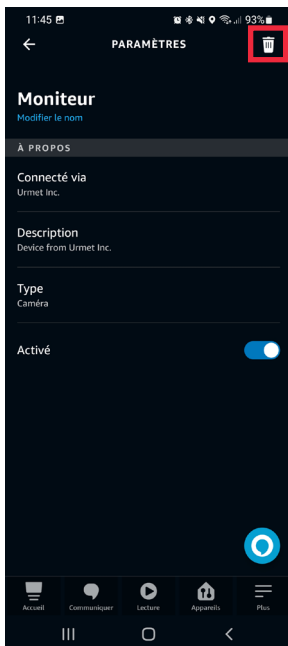 11:45 93%
PARAMÈTRES
Moniteur
Modifier le nom
À PROPOS
Connecté via
Urmet Inc.
Description
Device from Urmet Inc.
Type
Caméra
Activé
Accueil Communiquer Lecture Appareils Plus